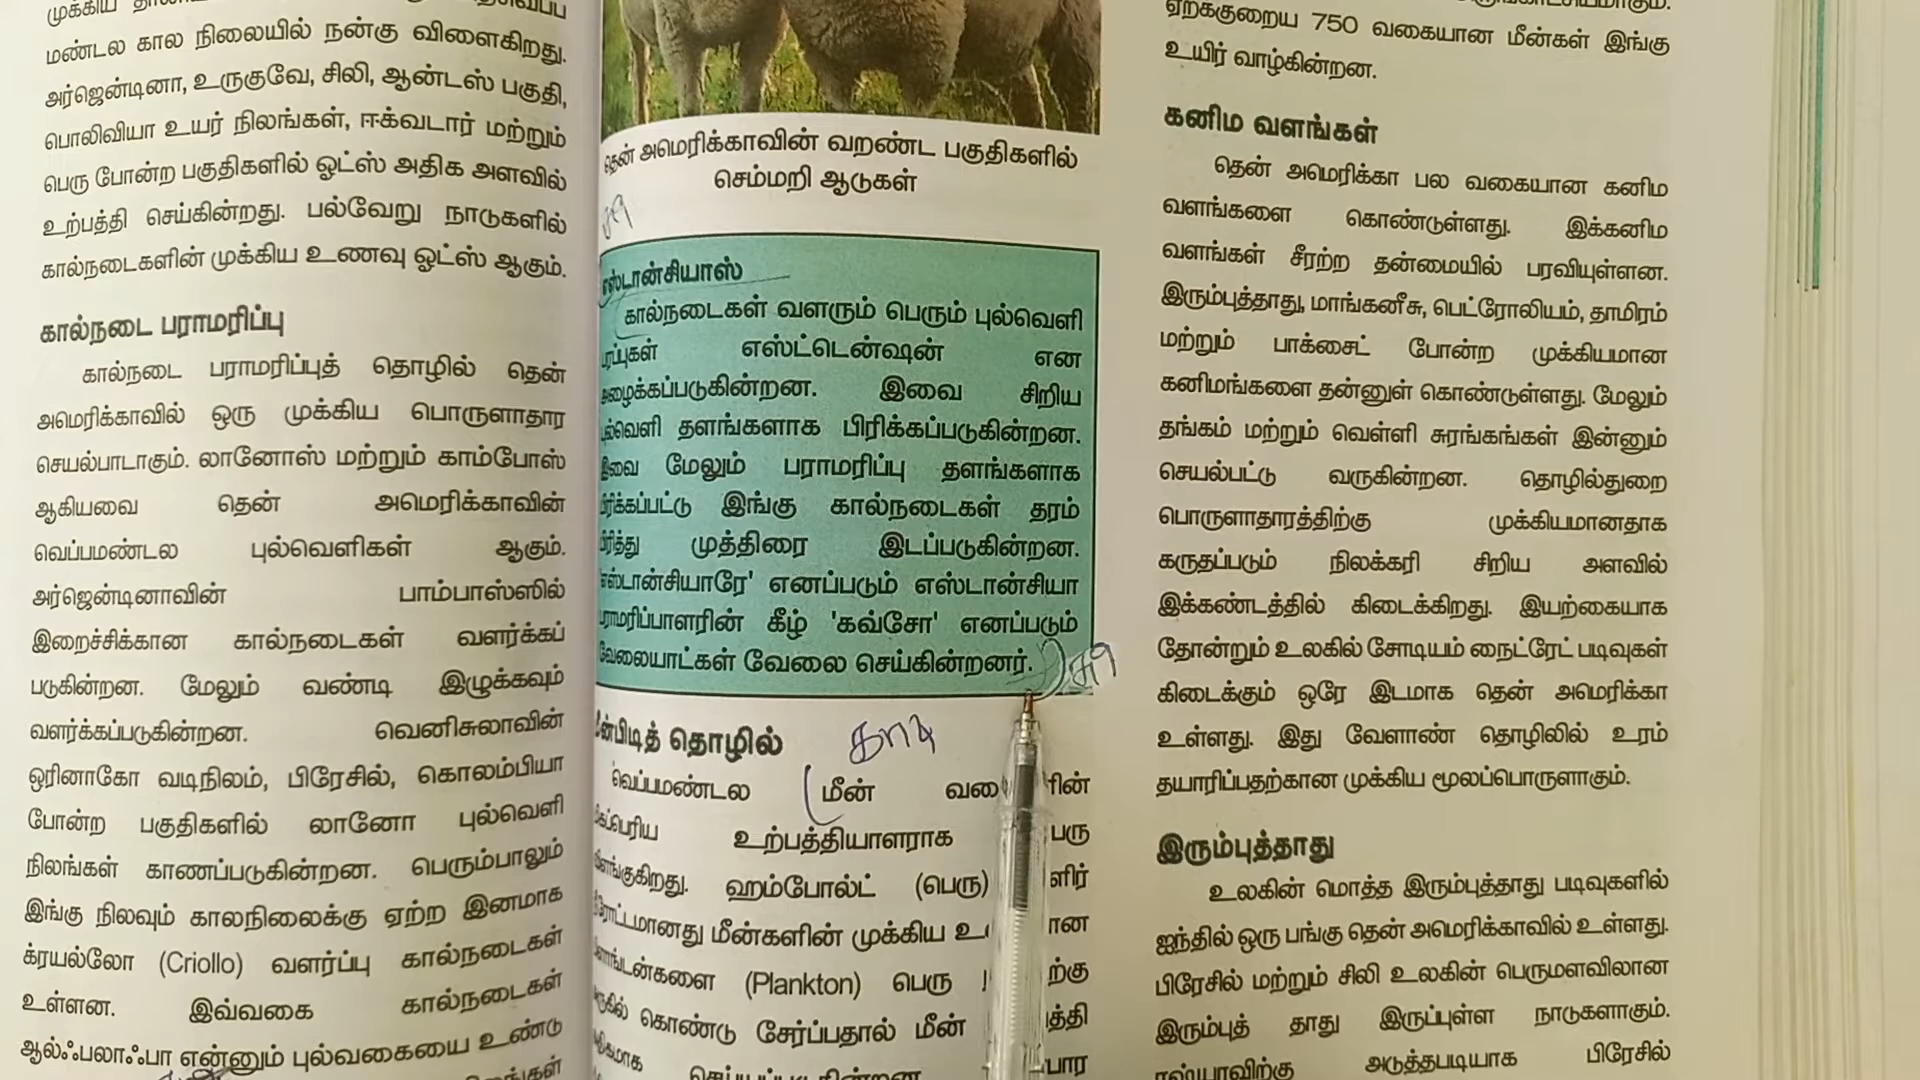 முக்கிய
மண்டல கால நிலையில் நன்கு விளைகிறது.
அர்ஜென்டினா, உருகுவே, சிலி, ஆன்டஸ் பகுதி,
பொலிவியா உயர் நிலங்கள், ஈக்வடார் மற்றும்
பெரு போன்ற பகுதிகளில் ஓட்ஸ் அதிக அளவில்
உற்பத்தி செய்கின்றது. பல்வேறு நாடுகளில்
கால்நடைகளின் முக்கிய உணவு ஓட்ஸ் ஆகும்.
கால்நடை பராமரிப்பு
கால்நடை பராமரிப்புத் தொழில் தென்
அமெரிக்காவில் ஒரு முக்கிய பொருளாதார
செயல்பாடாகும். லானோஸ் மற்றும் காம்போஸ்
ஆகியவை தென் அமெரிக்காவின்
வெப்பமண்டல புல்வெளிகள் ஆகும்.
அர்ஜென்டினாவின் பாம்பாஸ்ஸில்
இறைச்சிக்கான கால்நடைகள் வளர்க்கப்
படுகின்றன. மேலும் வண்டி இழுக்கவும்
வளர்க்கப்படுகின்றன. வெனிசுலாவின்
ஒரினாகோ வடிநிலம், பிரேசில், கொலம்பியா
போன்ற பகுதிகளில் லானோ புல்வெளி
நிலங்கள் காணப்படுகின்றன. பெரும்பாலும்
இங்கு நிலவும் காலநிலைக்கு ஏற்ற இனமாக
க்ரயல்லோ (Criollo) வளர்ப்பு கால்நடைகள்
உள்ளன. இவ்வகை கால்நடைகள்
ஆல்ஃபலாஃபா என்னும் புல்வகையை உண்டு
தென் அமெரிக்காவின் வறண்ட பகுதிகளில்
செம்மறி ஆடுகள்
எஸ்டான்சியாஸ்
கால்நடைகள் வளரும் பெரும் புல்வெளி
பரப்புகள் எஸ்ட்டென்ஷன் என
அழைக்கப்படுகின்றன. இவை சிறிய
புல்வெளி தளங்களாக பிரிக்கப்படுகின்றன.
இவை மேலும் பராமரிப்பு தளங்களாக
பிரிக்கப்பட்டு இங்கு கால்நடைகள் தரம்
பிரித்து முத்திரை இடப்படுகின்றன.
'எஸ்டான்சியாரே' எனப்படும் எஸ்டான்சியா
பராமரிப்பாளரின் கீழ் 'கவ்சோ' எனப்படும்
வேலையாட்கள் வேலை செய்கின்றனர்.
மீன்பிடித் தொழில்
வெப்பமண்டல மீன்
உற்பத்தியாளராக பெரு
ஹம்போல்ட் (பெரு)
மீன்களின் முக்கிய
(Plankton) பெரு
கொண்டு சேர்ப்பதால் மீன்
ஏறக்குறைய 750 வகையான மீன்கள் இங்கு
உயிர் வாழ்கின்றன.
கனிம வளங்கள்
தென் அமெரிக்கா பல வகையான கனிம
வளங்களை கொண்டுள்ளது. இக்கனிம
வளங்கள் சீரற்ற தன்மையில் பரவியுள்ளன.
இரும்புத்தாது, மாங்கனீசு, பெட்ரோலியம், தாமிரம்
மற்றும் பாக்சைட் போன்ற முக்கியமான
கனிமங்களை தன்னுள் கொண்டுள்ளது. மேலும்
தங்கம் மற்றும் வெள்ளி சுரங்கங்கள் இன்னும்
செயல்பட்டு வருகின்றன. தொழில்துறை
பொருளாதாரத்திற்கு முக்கியமானதாக
கருதப்படும் நிலக்கரி சிறிய அளவில்
இக்கண்டத்தில் கிடைக்கிறது. இயற்கையாக
தோன்றும் உலகில் சோடியம் நைட்ரேட் படிவுகள்
கிடைக்கும் ஒரே இடமாக தென் அமெரிக்கா
உள்ளது. இது வேளாண் தொழிலில் உரம்
தயாரிப்பதற்கான முக்கிய மூலப்பொருளாகும்.
இரும்புத்தாது
உலகின் மொத்த இரும்புத்தாது படிவுகளில்
ஐந்தில் ஒரு பங்கு தென் அமெரிக்காவில் உள்ளது.
பிரேசில் மற்றும் சிலி உலகின் பெருமளவிலான
இரும்புத் தாது இருப்புள்ள நாடுகளாகும்.
ரஷ்யாவிற்கு அடுத்தபடியாக பிரேசில்